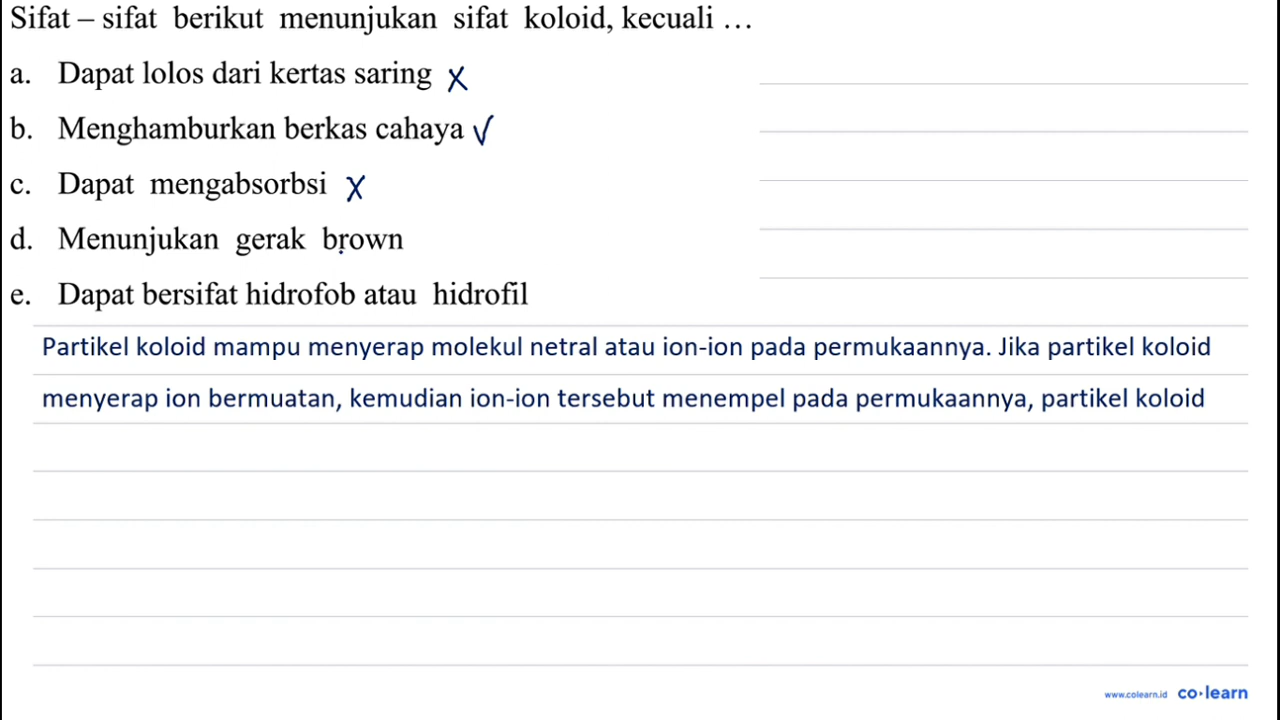 Sifat – sifat berikut menunjukan sifat koloid, kecuali …
a. Dapat lolos dari kertas saring X
b. Menghamburkan berkas cahaya √
c. Dapat mengabsorbsi X
d. Menunjukan gerak brown
e. Dapat bersifat hidrofob atau hidrofil
Partikel koloid mampu menyerap molekul netral atau ion-ion pada permukaannya. Jika partikel koloid
menyerap ion bermuatan, kemudian ion-ion tersebut menempel pada permukaannya, partikel koloid
www.colearn.id co·learn